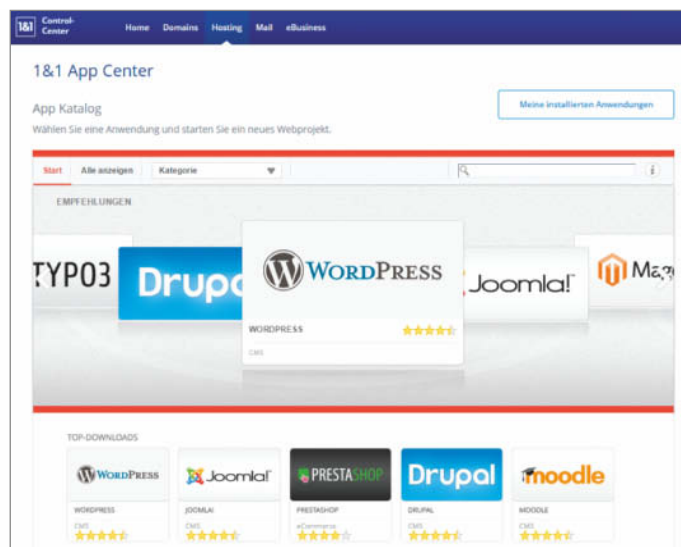 1&1 Control-Center Home Domains Hosting Mail eBusiness
1&1 App Center
App Katalog
Meine installierten Anwendungen
Wählen Sie eine Anwendung und starten Sie ein neues Webprojekt.
Start Alle anzeigen Kategorie i
EMPFEHLUNGEN
TYPO3 Drupal WORDPRESS Joomla!
WORDPRESS
CMS
TOP-DOWNLOADS
WORDPRESS Joomla! PRESTASHOP Drupal moodle
WORDPRESS JOOMLA! PRESTASHOP DRUPAL MOODLE
CMS CMS eCommerce CMS CMS